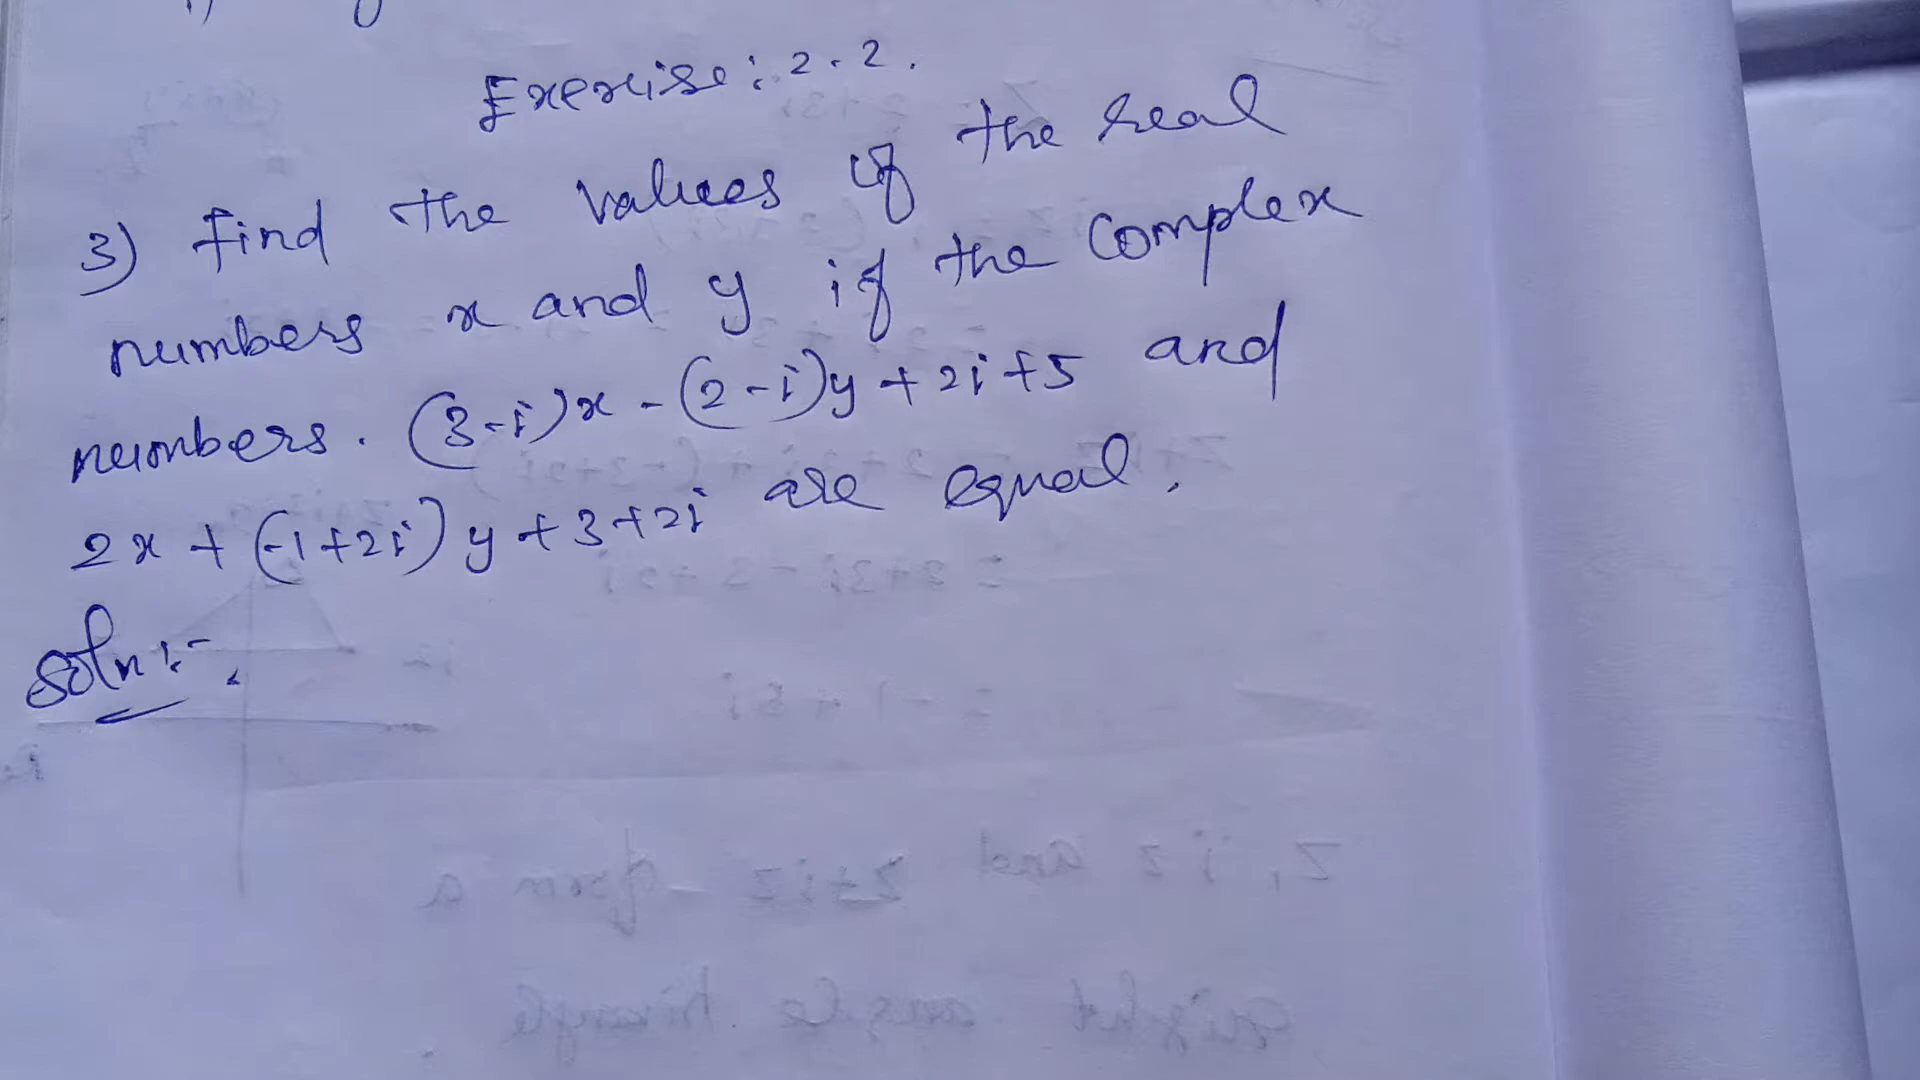 Exercise: 2.2.
3) Find the values of the real
numbers x and y if the complex
numbers. (3-i)x - (2-i)y + 2i + 5 and
2x + (-1+2i)y + 3 + 2i are equal.
Soln:-